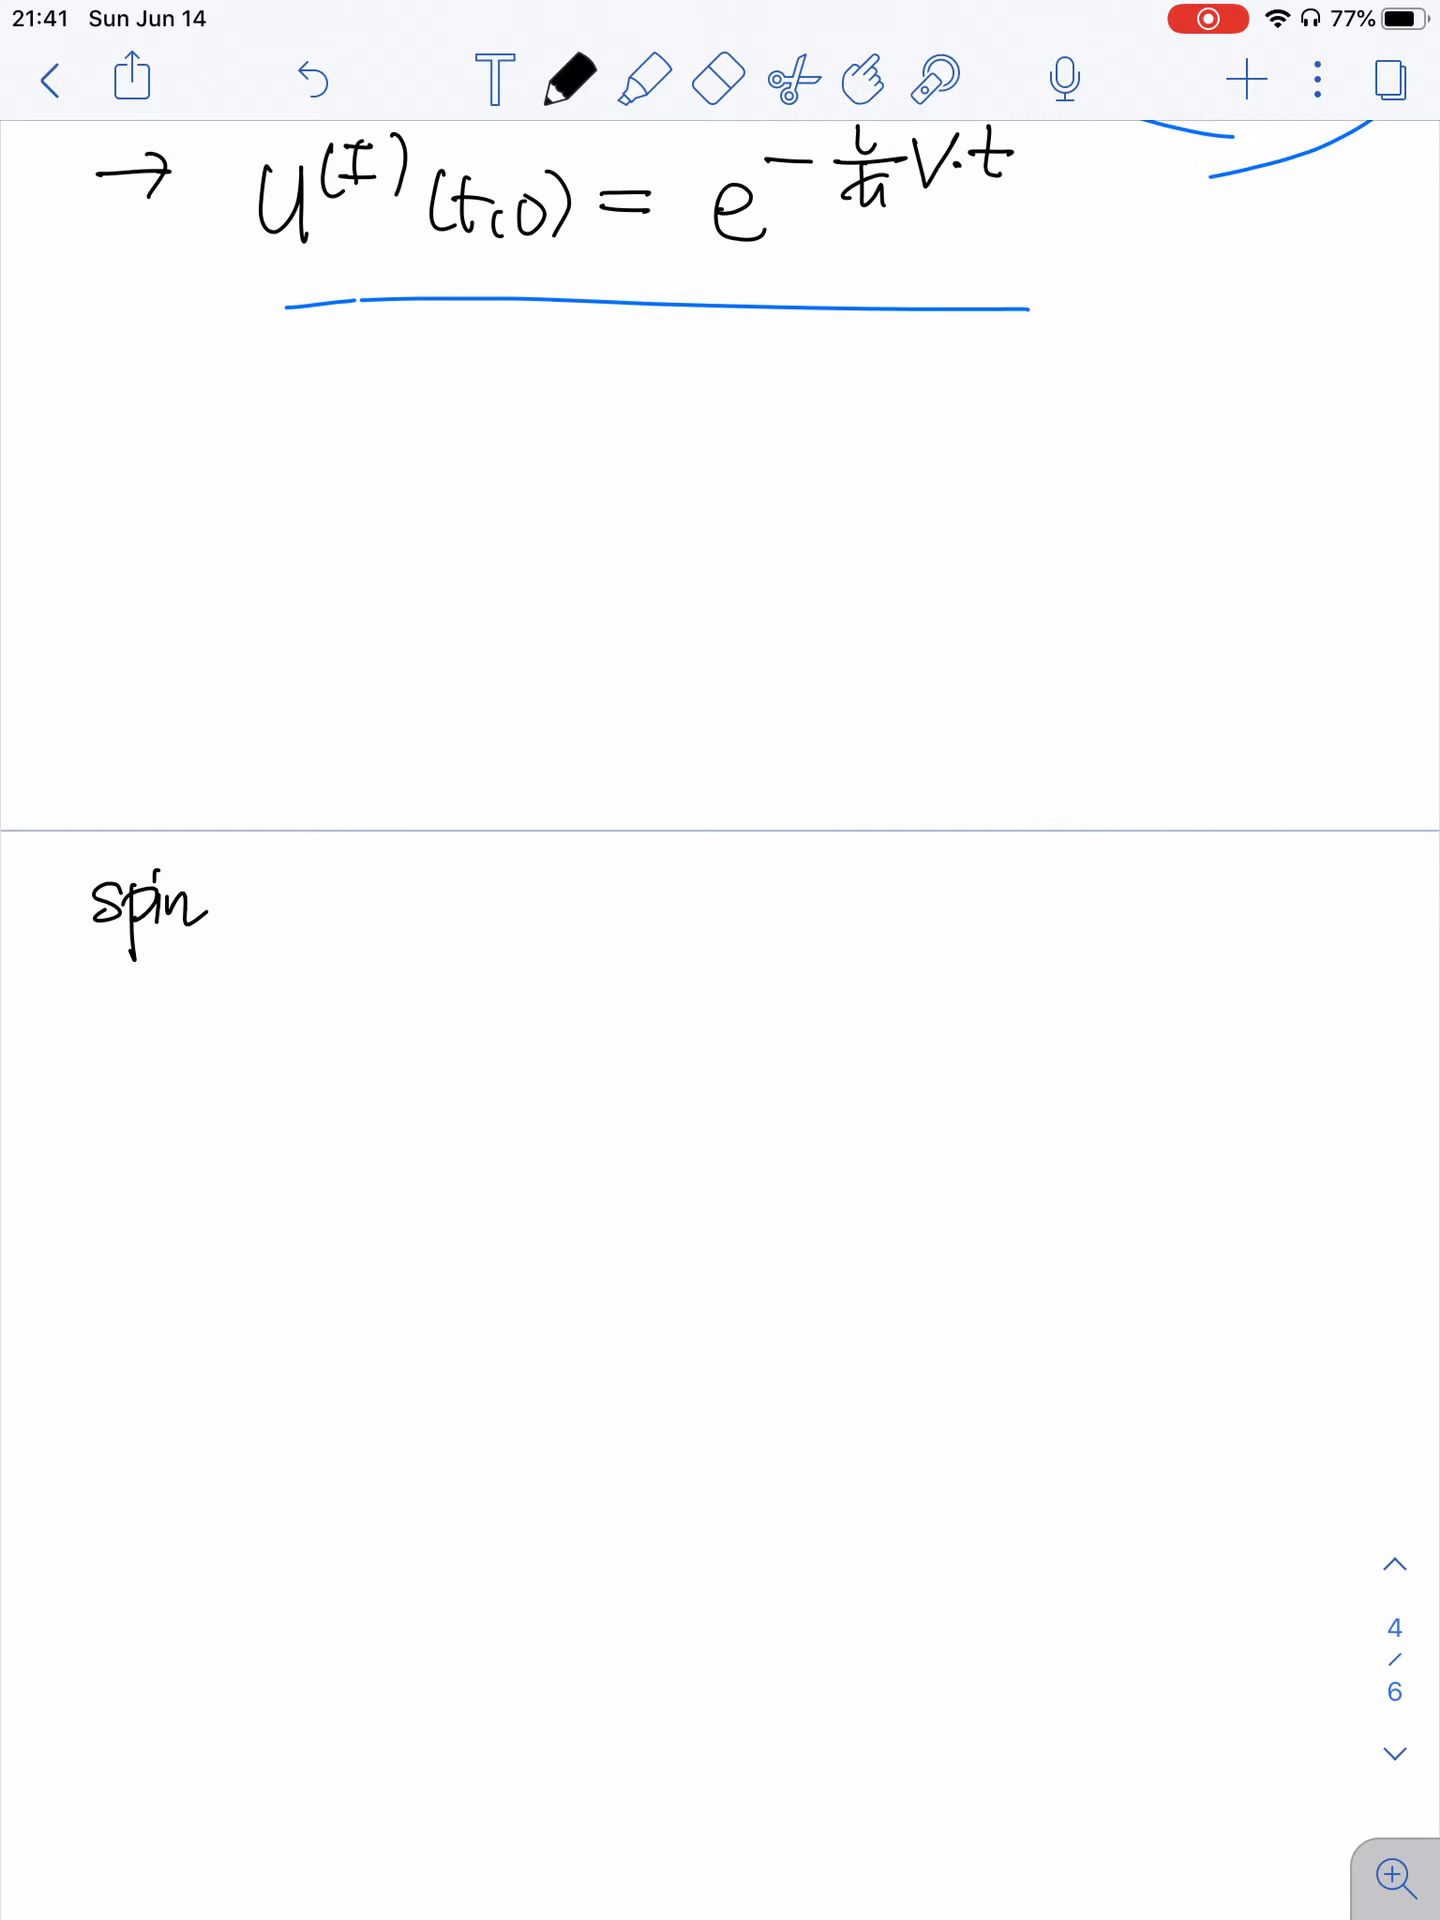 21:41 Sun Jun 14 77%
T
→ U^(I) (t,0) = e^{-i/ħ V·t}
spin
4
/
6